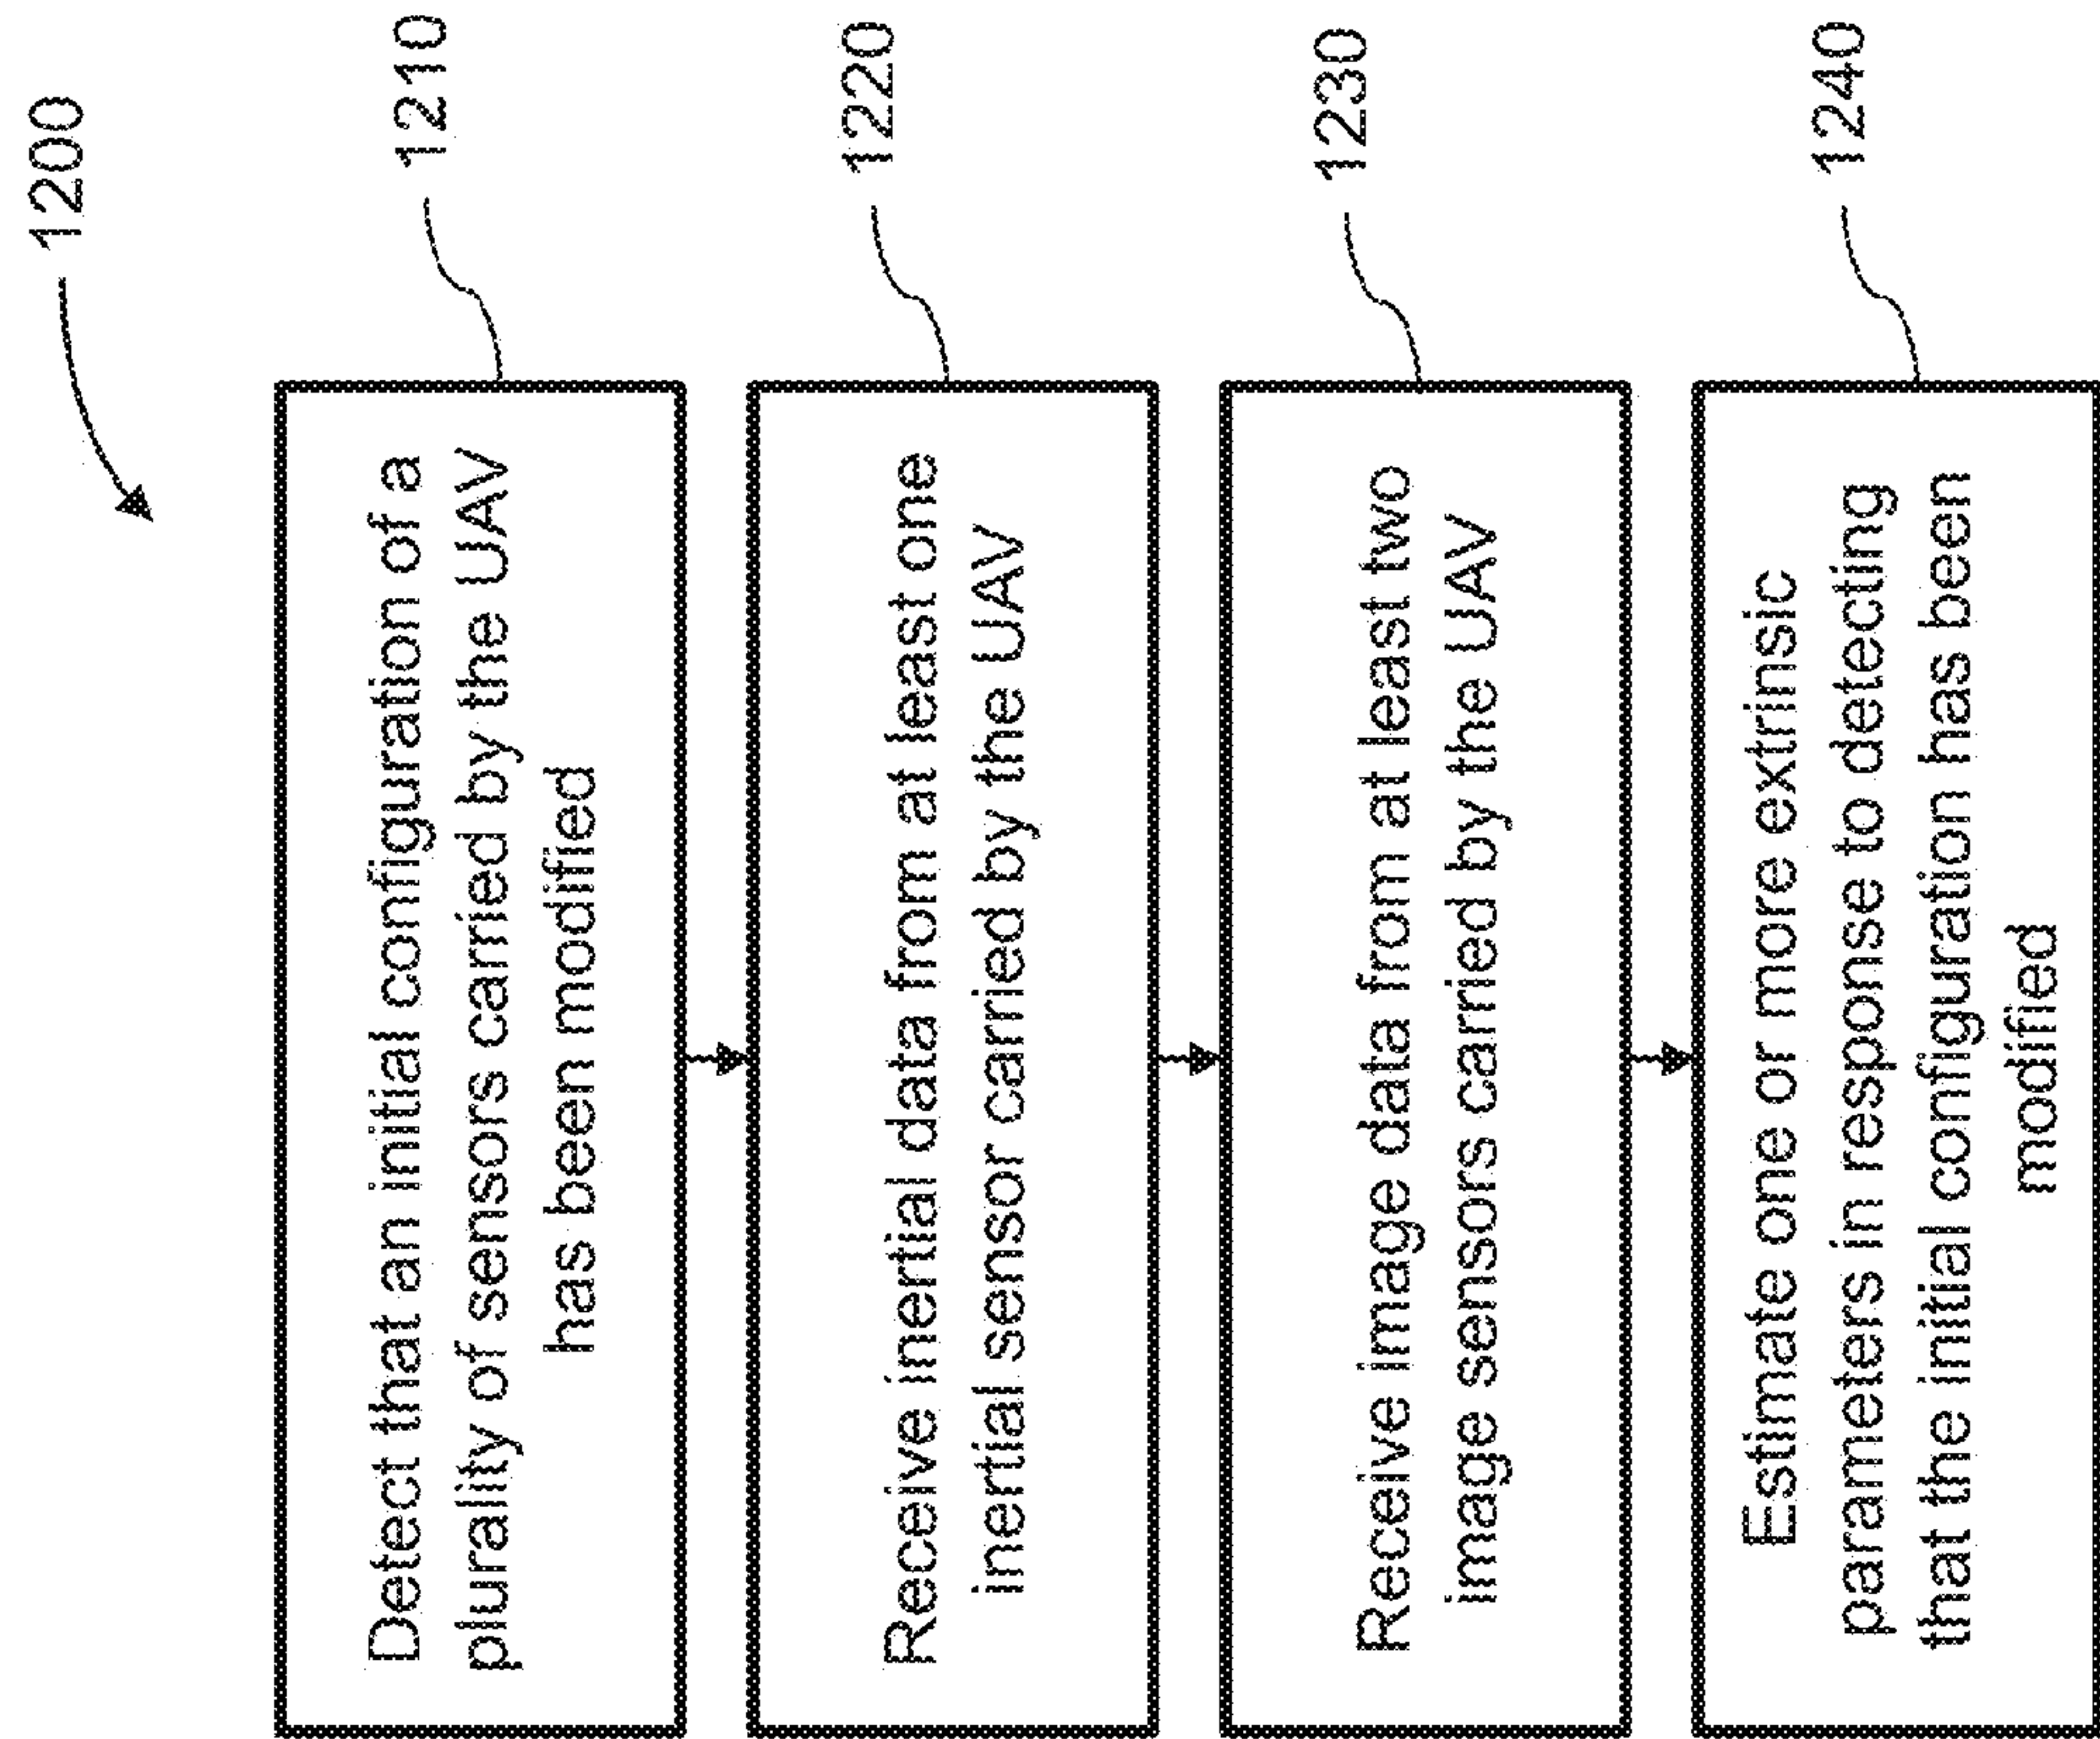 1200
Detect that an initial configuration of a
plurality of sensors carried by the UAV
has been modified
1210
Receive inertial data from at least one
inertial sensor carried by the UAV
1220
Receive image data from at least two
image sensors carried by the UAV
1230
Estimate one or more extrinsic
parameters in response to detecting
that the initial configuration has been
modified
1240